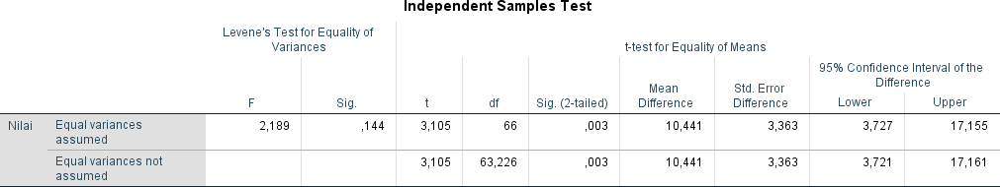 Independent Samples Test
Levene's Test for Equality of
Variances
t-test for Equality of Means
95% Confidence Interval of the
Difference
F Sig. t df Sig. (2-tailed) Mean
Difference Std. Error
Difference Lower Upper
Nilai Equal variances
assumed 2,189 ,144 3,105 66 ,003 10,441 3,363 3,727 17,155
Equal variances not
assumed 3,105 63,226 ,003 10,441 3,363 3,721 17,161